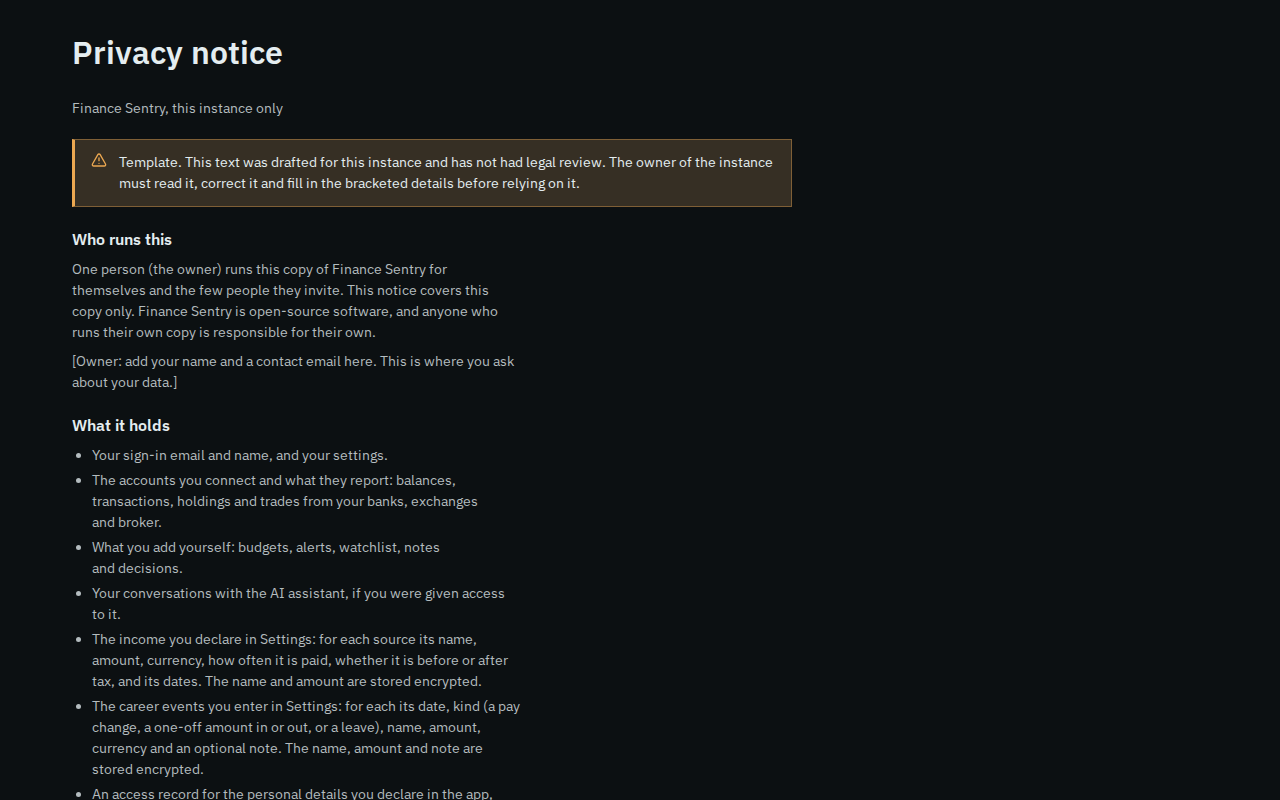 Privacy notice
Finance Sentry, this instance only
Template. This text was drafted for this instance and has not had legal review. The owner of the instance
must read it, correct it and fill in the bracketed details before relying on it.
Who runs this
One person (the owner) runs this copy of Finance Sentry for
themselves and the few people they invite. This notice covers this
copy only. Finance Sentry is open-source software, and anyone who
runs their own copy is responsible for their own.
[Owner: add your name and a contact email here. This is where you ask
about your data.]
What it holds
Your sign-in email and name, and your settings.
The accounts you connect and what they report: balances,
transactions, holdings and trades from your banks, exchanges
and broker.
What you add yourself: budgets, alerts, watchlist, notes
and decisions.
Your conversations with the AI assistant, if you were given access
to it.
The income you declare in Settings: for each source its name,
amount, currency, how often it is paid, whether it is before or after
tax, and its dates. The name and amount are stored encrypted.
The career events you enter in Settings: for each its date, kind (a pay
change, a one-off amount in or out, or a leave), name, amount,
currency and an optional note. The name, amount and note are
stored encrypted.
An access record for the personal details you declare in the app,